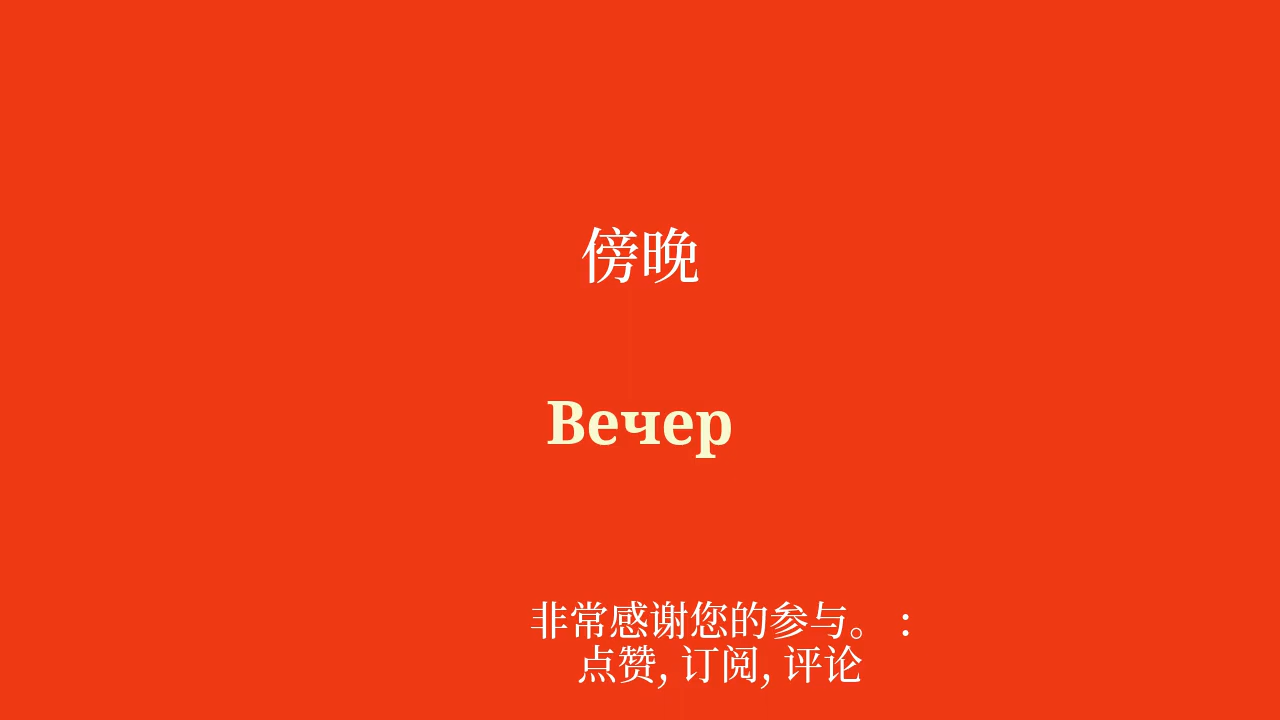 傍晚
Вечер
非常感谢您的参与。 :
点赞, 订阅, 评论